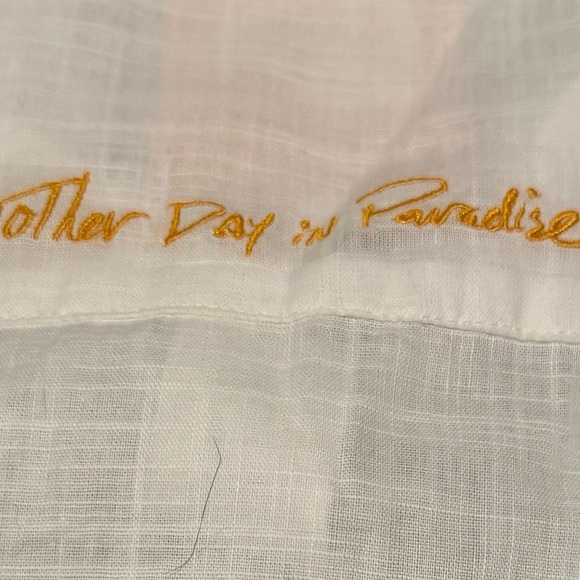 other Day in Paradise